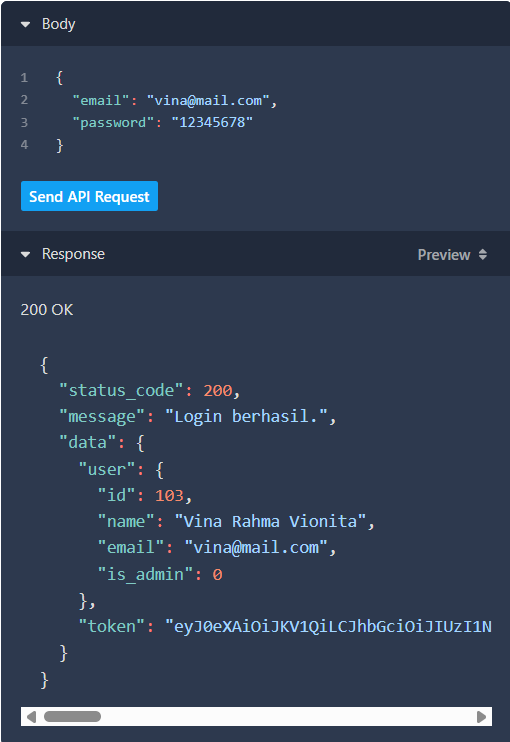 Body
1 {
2 "email": "vina@mail.com",
3 "password": "12345678"
4 }
Send API Request
Response Preview
200 OK
{
"status_code": 200,
"message": "Login berhasil.",
"data": {
"user": {
"id": 103,
"name": "Vina Rahma Vionita",
"email": "vina@mail.com",
"is_admin": 0
},
"token": "eyJ0eXAiOiJKV1QiLCJhbGciOiJIUzI1N
}
}